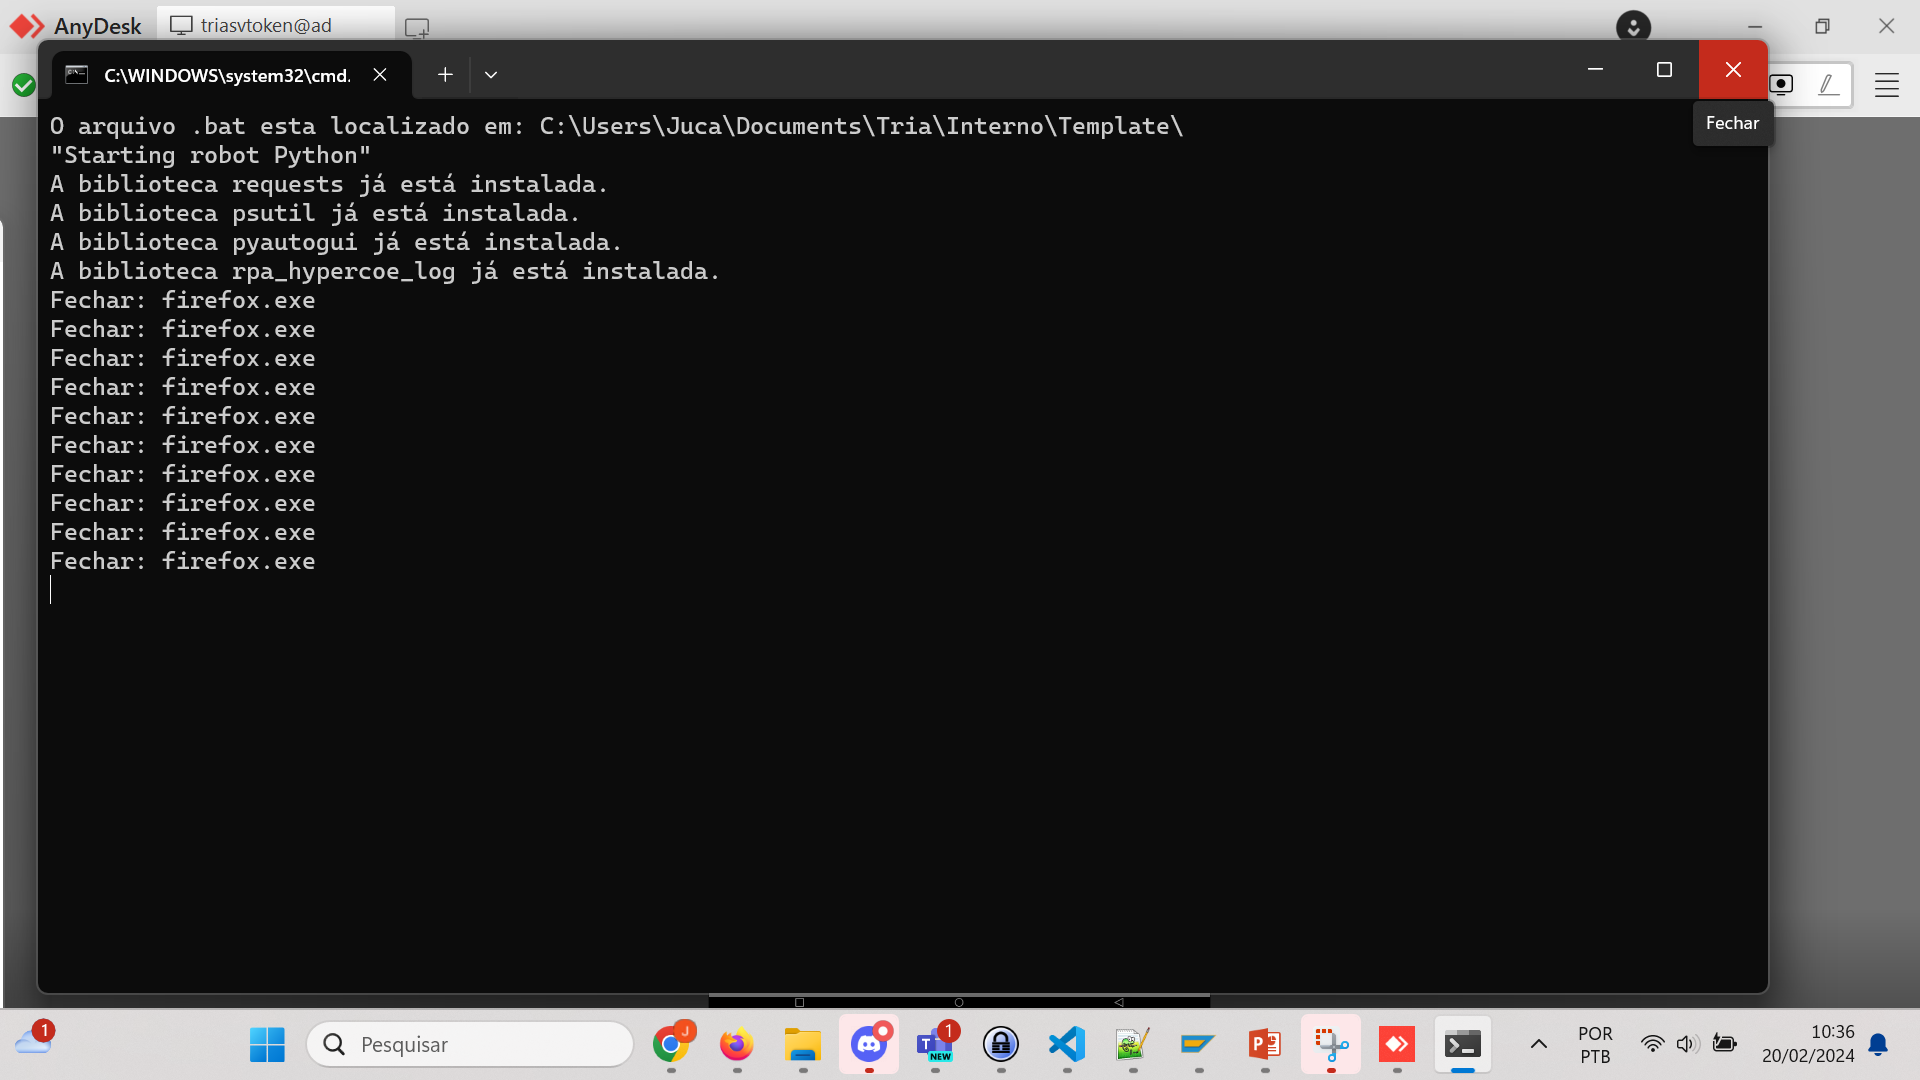 AnyDesk
triasvtoken@ad
C:\WINDOWS\system32\cmd.
Fechar
O arquivo .bat esta localizado em: C:\Users\Juca\Documents\Tria\Interno\Template\
"Starting robot Python"
A biblioteca requests já está instalada.
A biblioteca psutil já está instalada.
A biblioteca pyautogui já está instalada.
A biblioteca rpa_hypercoe_log já está instalada.
Fechar: firefox.exe
Fechar: firefox.exe
Fechar: firefox.exe
Fechar: firefox.exe
Fechar: firefox.exe
Fechar: firefox.exe
Fechar: firefox.exe
Fechar: firefox.exe
Fechar: firefox.exe
Fechar: firefox.exe
1
Pesquisar
J
1
T
NEW
P
POR
PTB
10:36
20/02/2024